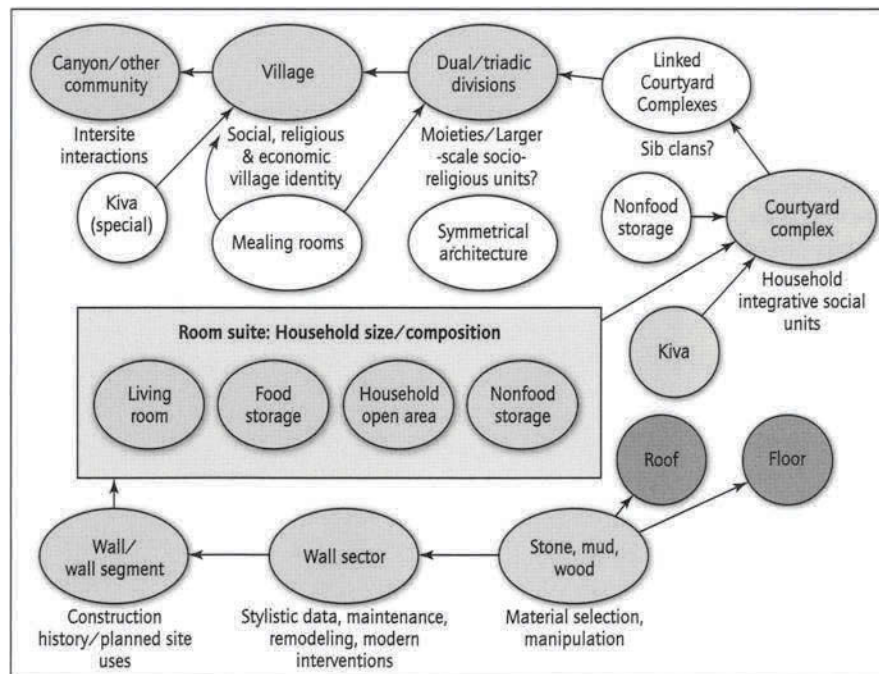 Canyon/other
community
Village
Dual/triadic
divisions
Linked
Courtyard
Complexes
Intersite
interactions
Social, religious
& economic
village identity
Moieties/Larger
-scale socio-
religious units?
Sib clans?
Kiva
(special)
Mealing rooms
Symmetrical
architecture
Nonfood
storage
Courtyard
complex
Household
integrative social
units
Kiva
Room suite: Household size/composition
Living
room
Food
storage
Household
open area
Nonfood
storage
Roof
Floor
Wall/
wall segment
Wall sector
Stone, mud,
wood
Construction
history/planned site
uses
Stylistic data, maintenance,
remodeling, modern
interventions
Material selection,
manipulation